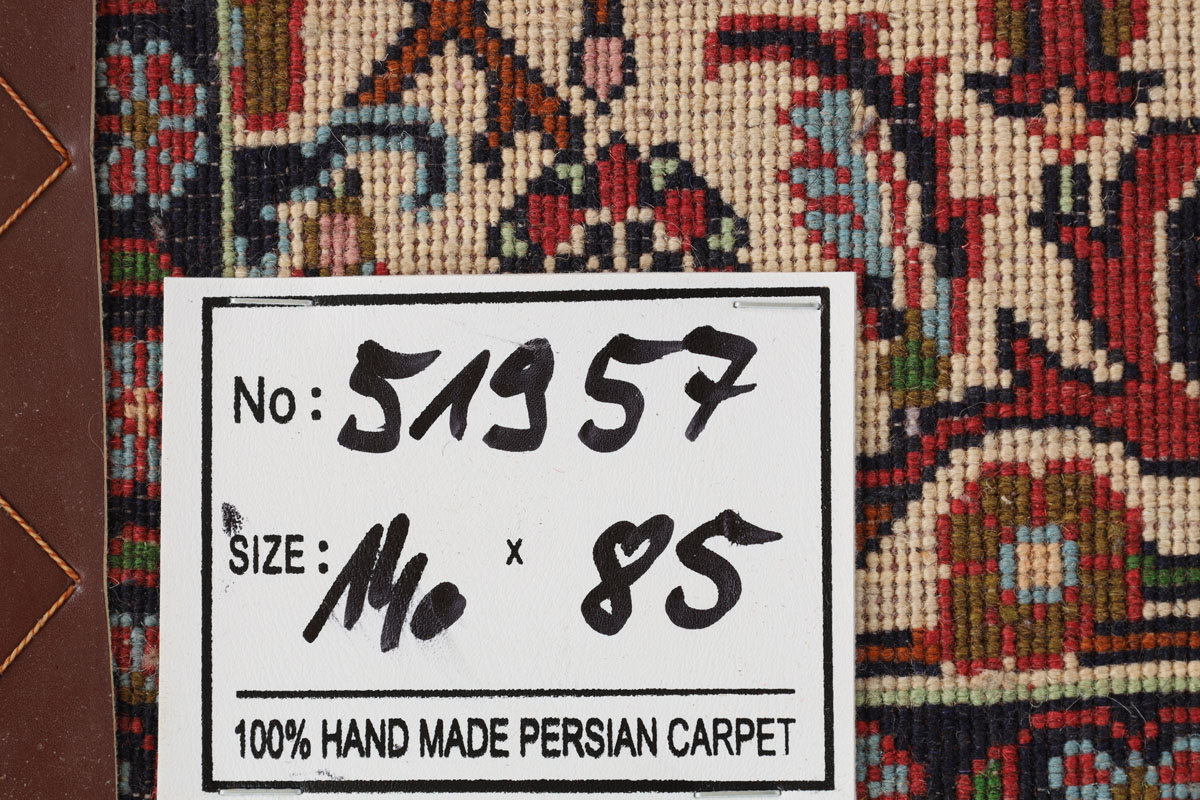 No: 51957
SIZE: 140 x 85
100% HAND MADE PERSIAN CARPET